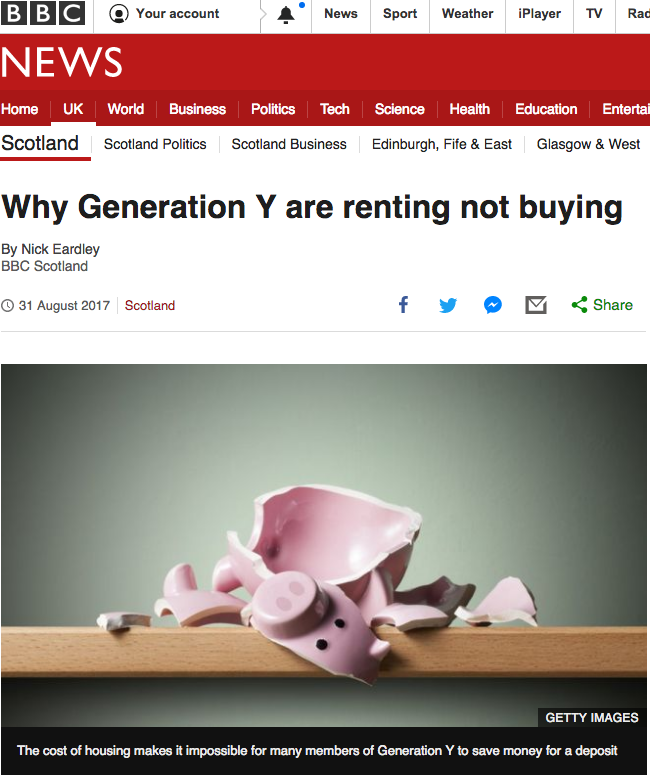 BBC Your account News Sport Weather iPlayer TV Rad
NEWS
Home UK World Business Politics Tech Science Health Education Entertai
Scotland Scotland Politics Scotland Business Edinburgh, Fife & East Glasgow & West
Why Generation Y are renting not buying
By Nick Eardley
BBC Scotland
31 August 2017 Scotland Share
GETTY IMAGES
The cost of housing makes it impossible for many members of Generation Y to save money for a deposit